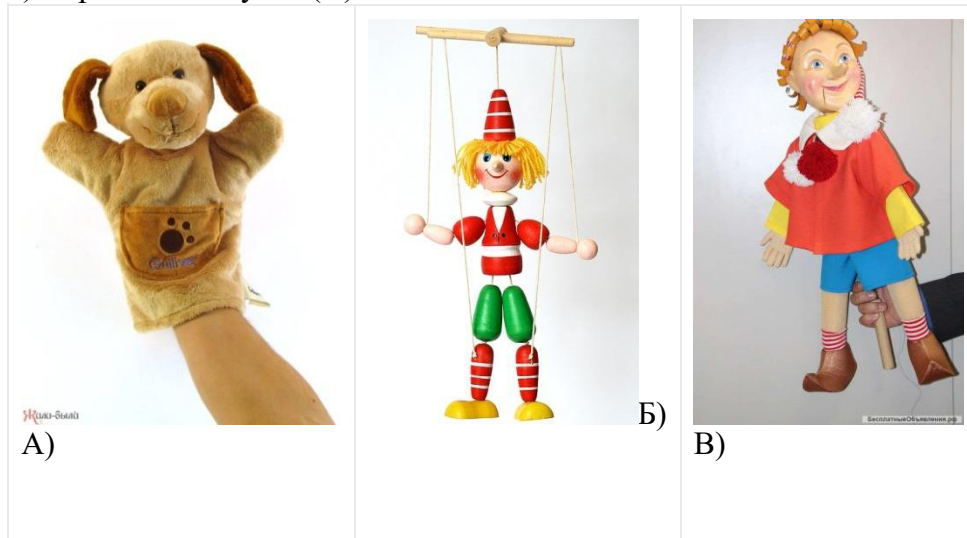 Gulliver
Жили-были
БесплатныеОбъявления.рф
А)
Б)
В)